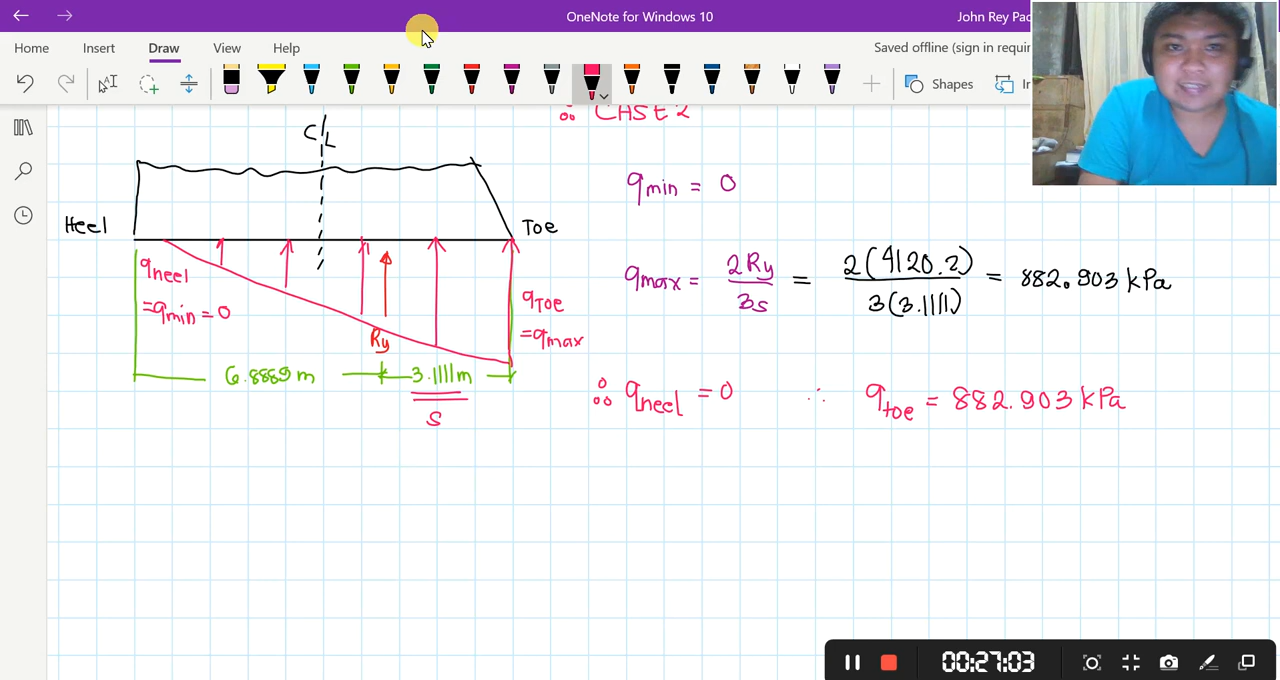 OneNote for Windows 10
John Rey Pac
Home Insert Draw View Help
Saved offline (sign in requir
Shapes
In
∴ CASE 2
CL
qmin = 0
Heel
Toe
qmax = 2Ry/3s = 2(4120.2)/3(3.1111) = 882.903 kPa
qheel
=qmin=0
qToe
=qmax
Ry
6.8889m
3.1111m
s
∴ qheel = 0 ∴ qtoe = 882.903 kPa
00:27:03